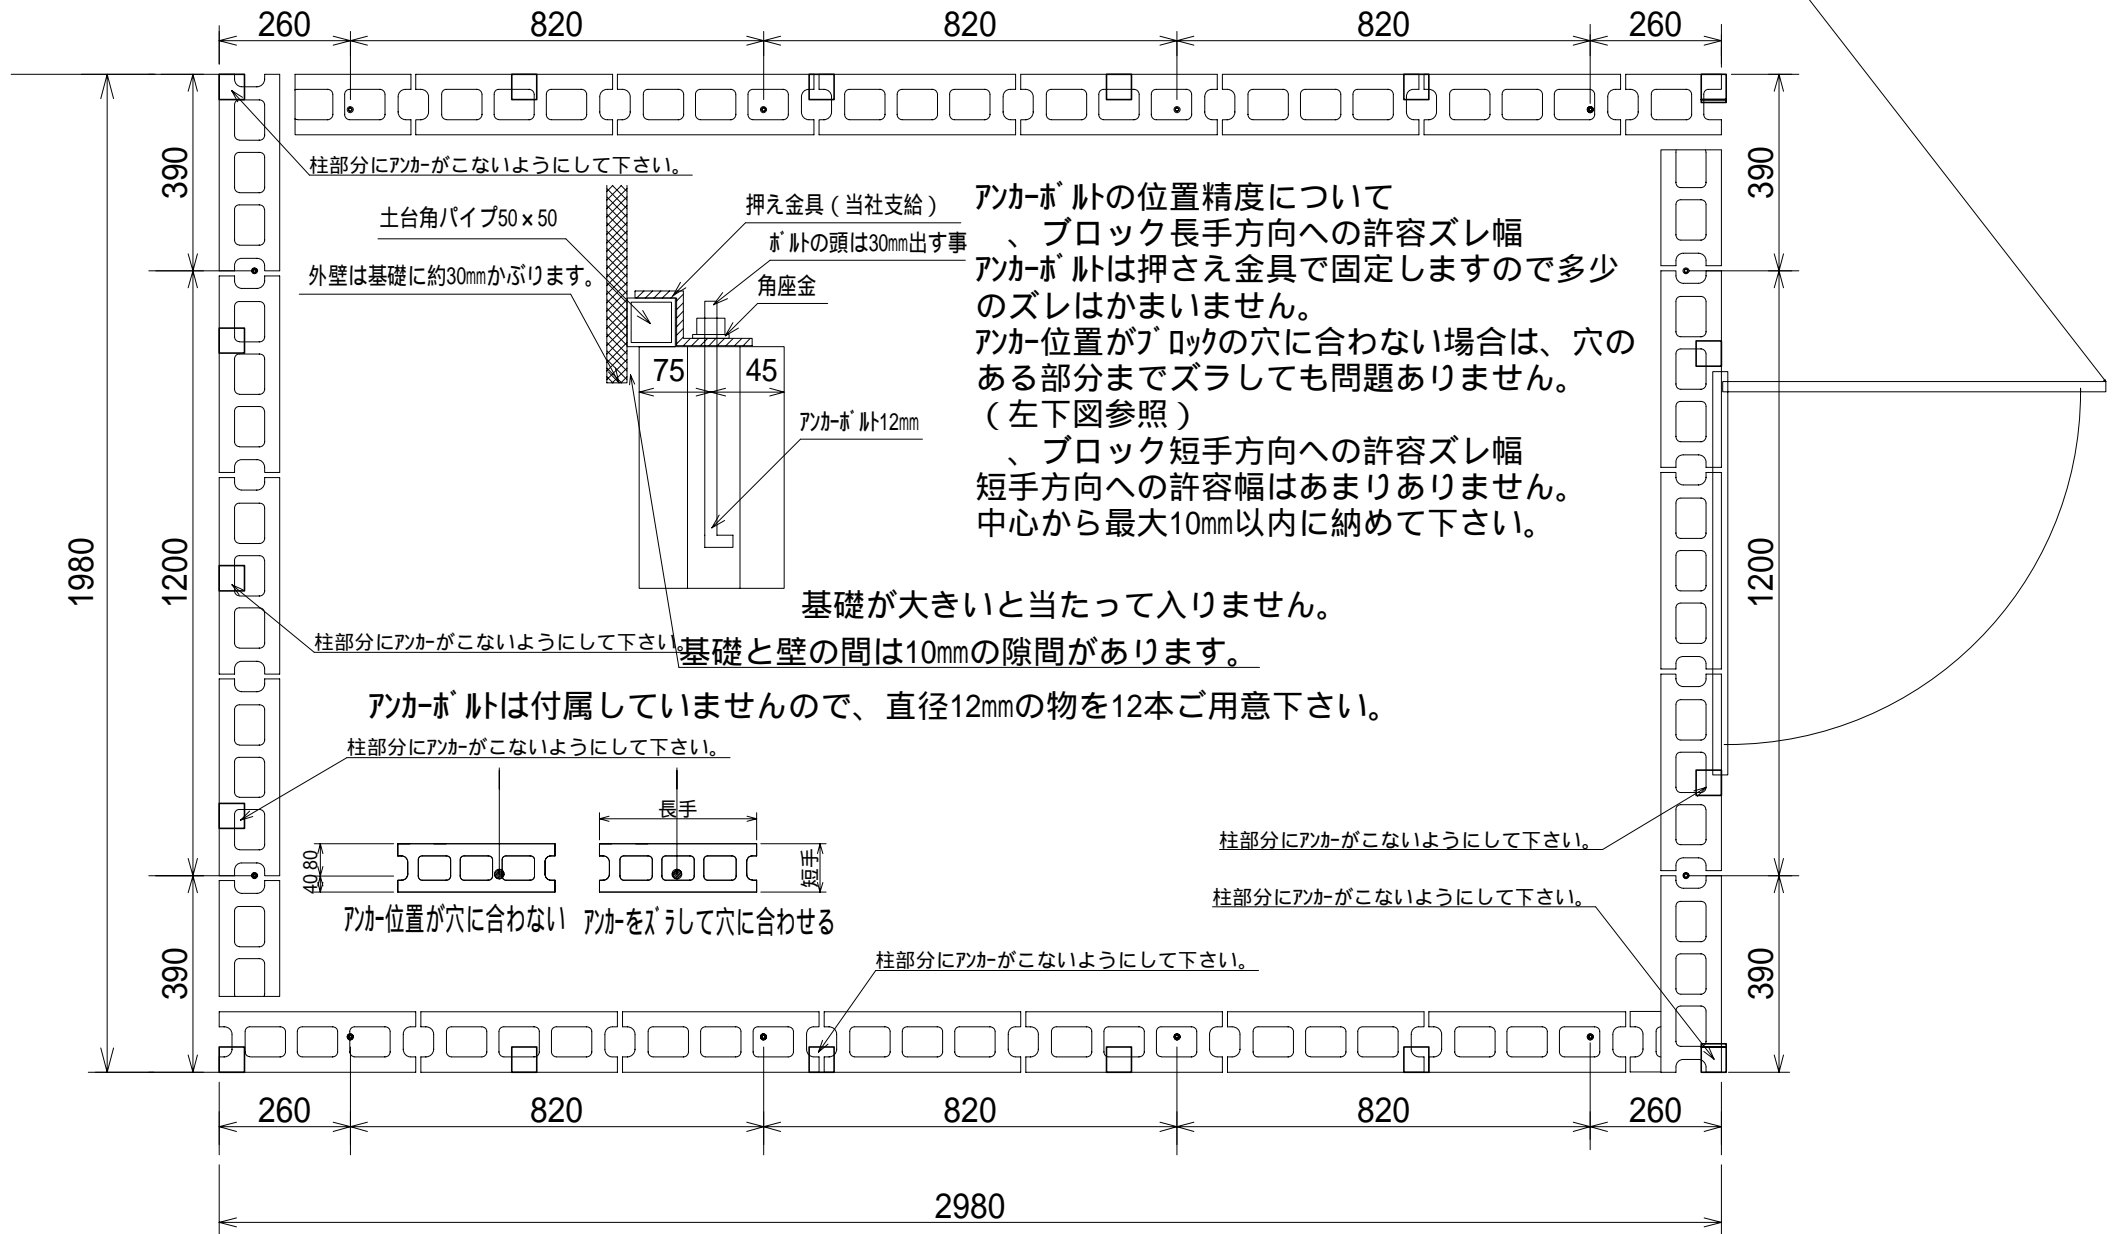 260
820
820
820
260
390
1200
390
1980
390
1200
390
柱部分にｱﾝｶｰがこないようにして下さい。
土台角パイプ50×50
外壁は基礎に約30mmかぶります。
押え金具（当社支給）
ﾎﾞﾙﾄの頭は30mm出す事
角座金
75
45
ｱﾝｶｰﾎﾞﾙﾄ12mm
ｱﾝｶｰﾎﾞﾙﾄの位置精度について
、ブロック長手方向への許容ズレ幅
ｱﾝｶｰﾎﾞﾙﾄは押さえ金具で固定しますので多少
のズレはかまいません。
ｱﾝｶｰ位置がﾌﾞﾛｯｸの穴に合わない場合は、穴の
ある部分までズラしても問題ありません。
（左下図参照）
、ブロック短手方向への許容ズレ幅
短手方向への許容幅はあまりありません。
中心から最大10mm以内に納めて下さい。
基礎が大きいと当たって入りません。
柱部分にｱﾝｶｰがこないようにして下さい。
基礎と壁の間は10mmの隙間があります。
ｱﾝｶｰﾎﾞﾙﾄは付属していませんので、直径12mmの物を12本ご用意下さい。
柱部分にｱﾝｶｰがこないようにして下さい。
長手
短手
80
40
ｱﾝｶｰ位置が穴に合わない
ｱﾝｶｰをｽﾞﾗして穴に合わせる
柱部分にｱﾝｶｰがこないようにして下さい。
柱部分にｱﾝｶｰがこないようにして下さい。
柱部分にｱﾝｶｰがこないようにして下さい。
260
820
820
820
260
2980